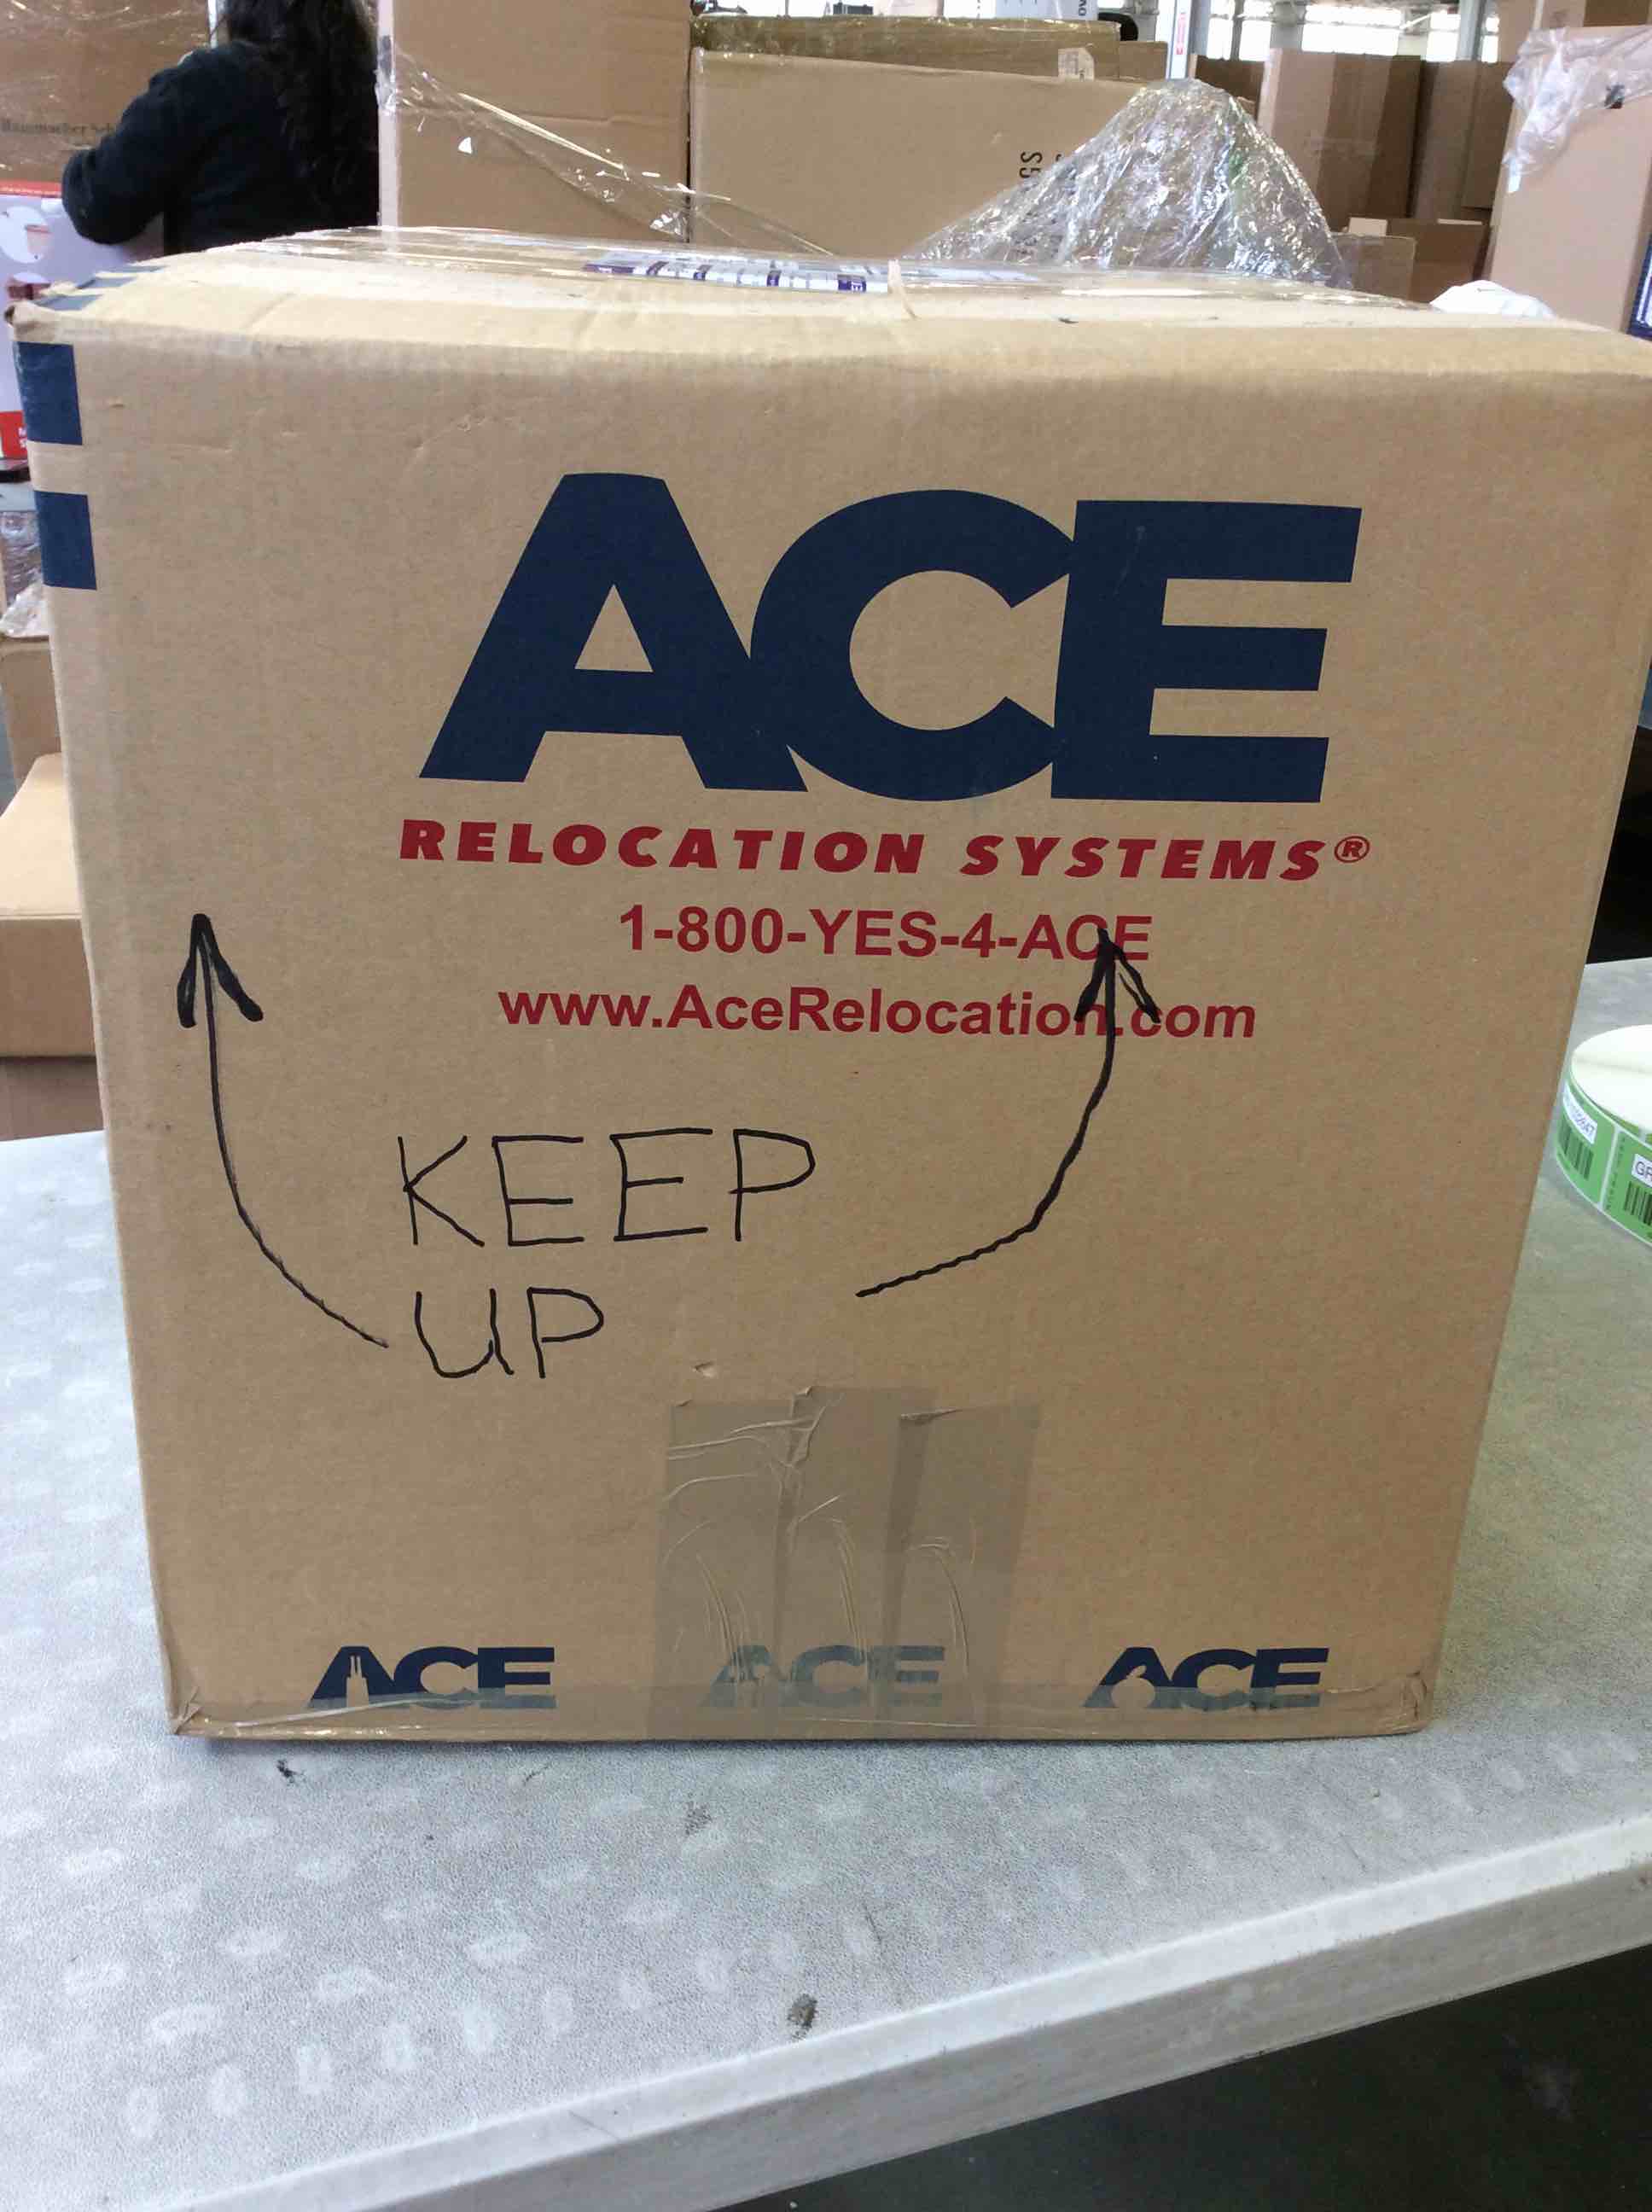 ACE
RELOCATION SYSTEMS®
1-800-YES-4-ACE
www.AceRelocation.com
KEEP
UP
ACE ACE ACE